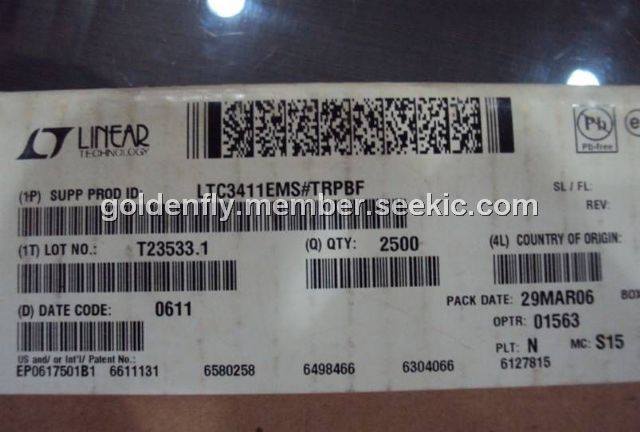 LINEAR
TECHNOLOGY
Pb
Pb-free
e
(1P) SUPP PROD ID: LTC3411EMS#TRPBF
SL / FL:
REV:
goldenfly.member.seekic.com
(1T) LOT NO.: T23533.1 (Q) QTY: 2500 (4L) COUNTRY OF ORIGIN:
(D) DATE CODE: 0611
PACK DATE: 29MAR06 BOX
OPTR: 01563
PLT: N MC: S15
US and/ or Int'l/ Patent No.:
EP0617501B1 6611131 6580258 6498466 6304066 6127815